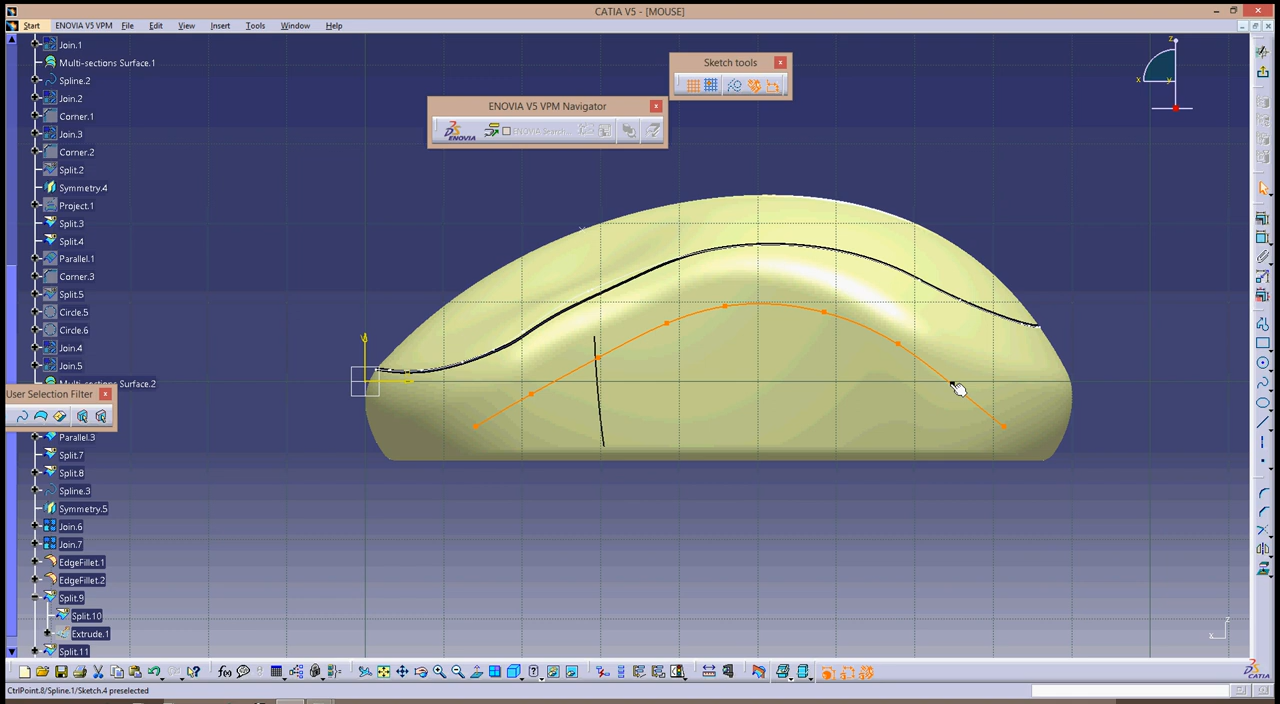 CATIA V5 - [MOUSE]
Start ENOVIA V5 VPM File Edit View Insert Tools Window Help
Join.1
Multi-sections Surface.1
Spline.2
Join.2
Corner.1
Join.3
Corner.2
Split.2
Symmetry.4
Project.1
Split.3
Split.4
Parallel.1
Corner.3
Split.5
Circle.5
Circle.6
Join.4
Join.5
Multi-sections Surface.2
User Selection Filter
Parallel.3
Split.7
Split.8
Spline.3
Symmetry.5
Join.6
Join.7
EdgeFillet.1
EdgeFillet.2
Split.9
Split.10
Extrude.1
Split.11
Sketch tools
ENOVIA V5 VPM Navigator
ENOVIA
ENOVIA Search...
z
x
y
V
z
x
CATIA
CtrlPoint.8/Spline.1/Sketch.4 preselected